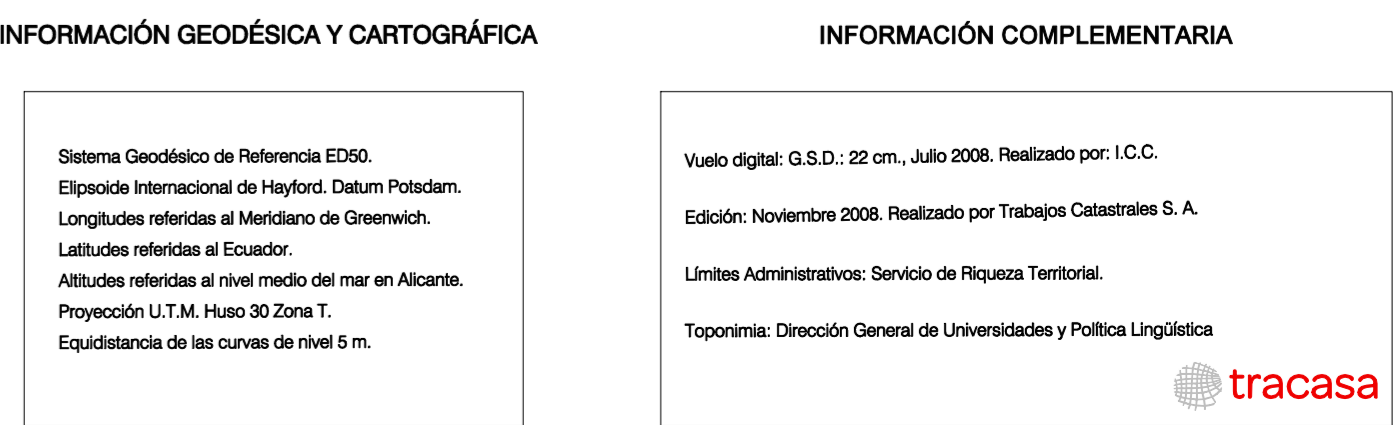 INFORMACIÓN GEODÉSICA Y CARTOGRÁFICA
Sistema Geodésico de Referencia ED50.
Elipsoide Internacional de Hayford. Datum Potsdam.
Longitudes referidas al Meridiano de Greenwich.
Latitudes referidas al Ecuador.
Altitudes referidas al nivel medio del mar en Alicante.
Proyección U.T.M. Huso 30 Zona T.
Equidistancia de las curvas de nivel 5 m.
INFORMACIÓN COMPLEMENTARIA
Vuelo digital: G.S.D.: 22 cm., Julio 2008. Realizado por: I.C.C.
Edición: Noviembre 2008. Realizado por Trabajos Catastrales S. A.
Límites Administrativos: Servicio de Riqueza Territorial.
Toponimia: Dirección General de Universidades y Política Lingüística
tracasa